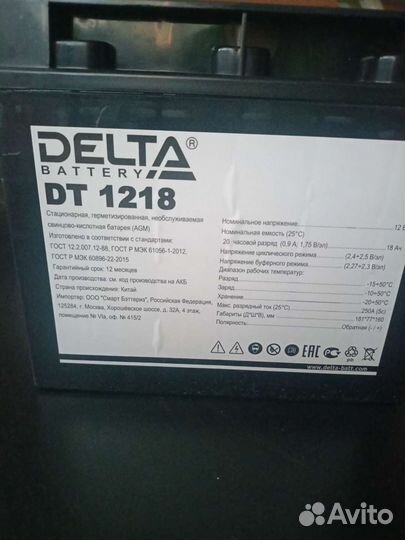 DELTA®
BATTERY
DT 1218
Стационарная, герметизированная, необслуживаемая
свинцово-кислотная батарея (AGM)
Изготовлено в соответствии с стандартами:
ГОСТ 12.2.007.12-88, ГОСТ Р МЭК 61056-1-2012,
ГОСТ Р МЭК 60896-22-2015
Гарантийный срок: 12 месяцев
Дата производства: см. код производства на АКБ
Страна происхождения: Китай
Импортер: ООО "Смарт Бэттериз", Российская Федерация,
125284, г. Москва, Хорошевское шоссе, д. 32А, 4 этаж,
помещение № VIa, оф. № 415/2
Номинальное напряжение 12 В
Номинальная емкость (25°С)
20 -часовой разряд (0,9 А, 1,75 В/эл) 18 Ач
Напряжение циклического режима (2,4÷2,5 В/эл)
Напряжение буферного режима (2,27÷2,3 В/эл)
Диапазон рабочих температур:
Разряд -15÷50°С
Заряд -10÷50°С
Хранение -20÷50°С
Макс. разрядный ток (25°С) 250А (5с)
Габариты (Д*Ш*В), мм 181*77*160
Полярность Обратная (- / +)
EAC
Pb
www.delta-batt.com
Avito